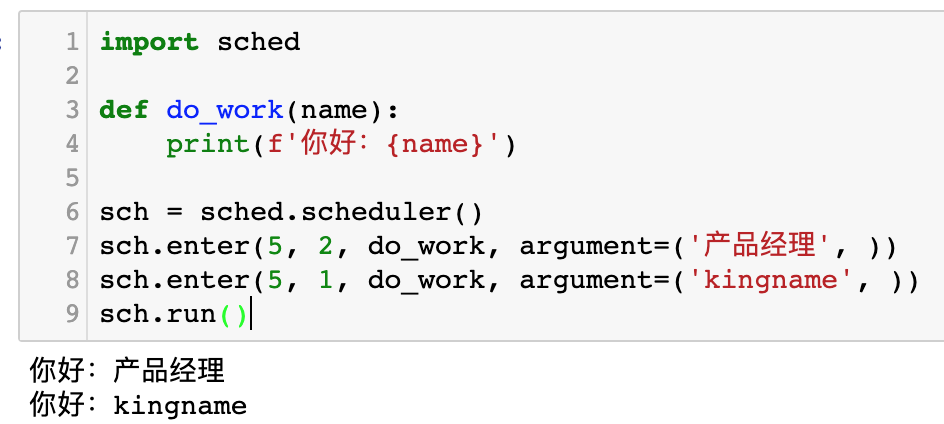 1 import sched
2
3 def do_work(name):
4     print(f'你好：{name}')
5
6 sch = sched.scheduler()
7 sch.enter(5, 2, do_work, argument=('产品经理', ))
8 sch.enter(5, 1, do_work, argument=('kingname', ))
9 sch.run()
你好：产品经理
你好：kingname